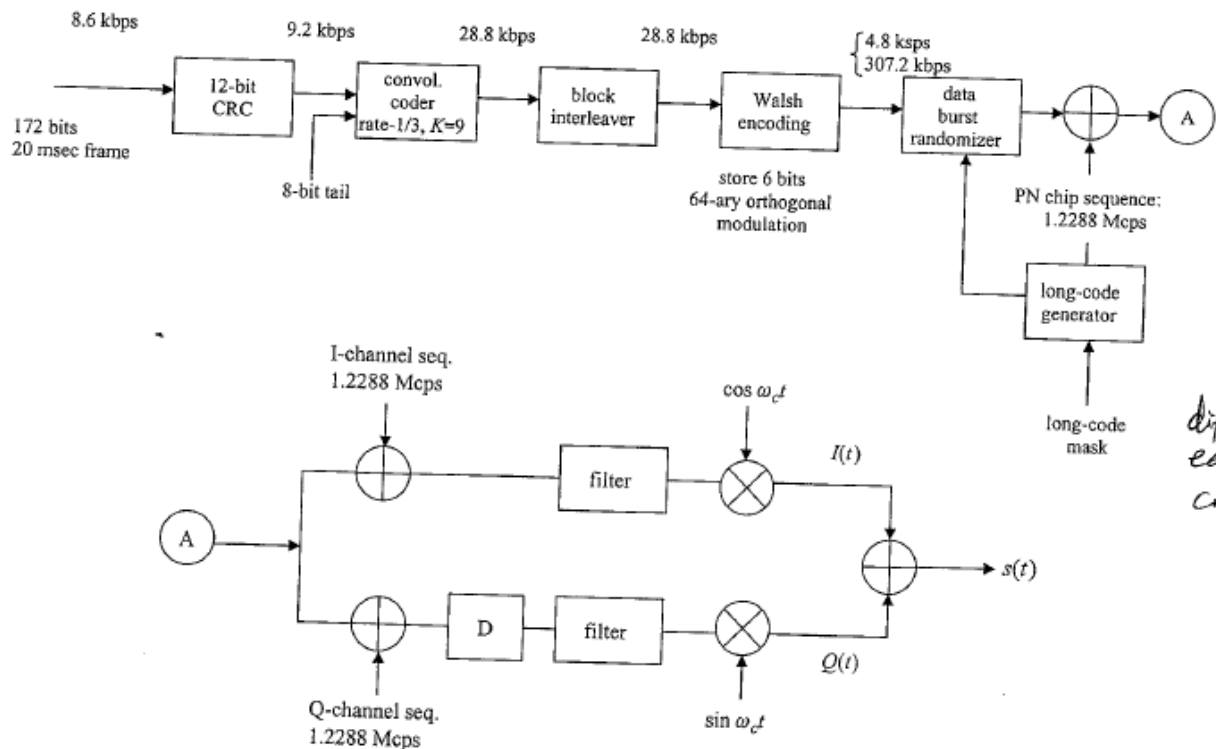 8.6 kbps
9.2 kbps
28.8 kbps
28.8 kbps
4.8 ksps
307.2 kbps
172 bits
20 msec frame
12-bit
CRC
convol.
coder
rate-1/3, K=9
8-bit tail
block
interleaver
Walsh
encoding
store 6 bits
64-ary orthogonal
modulation
data
burst
randomizer
A
PN chip sequence:
1.2288 Mcps
long-code
generator
long-code
mask
I-channel seq.
1.2288 Mcps
cos ωct
filter
I(t)
A
s(t)
D
filter
Q(t)
Q-channel seq.
1.2288 Mcps
sin ωct